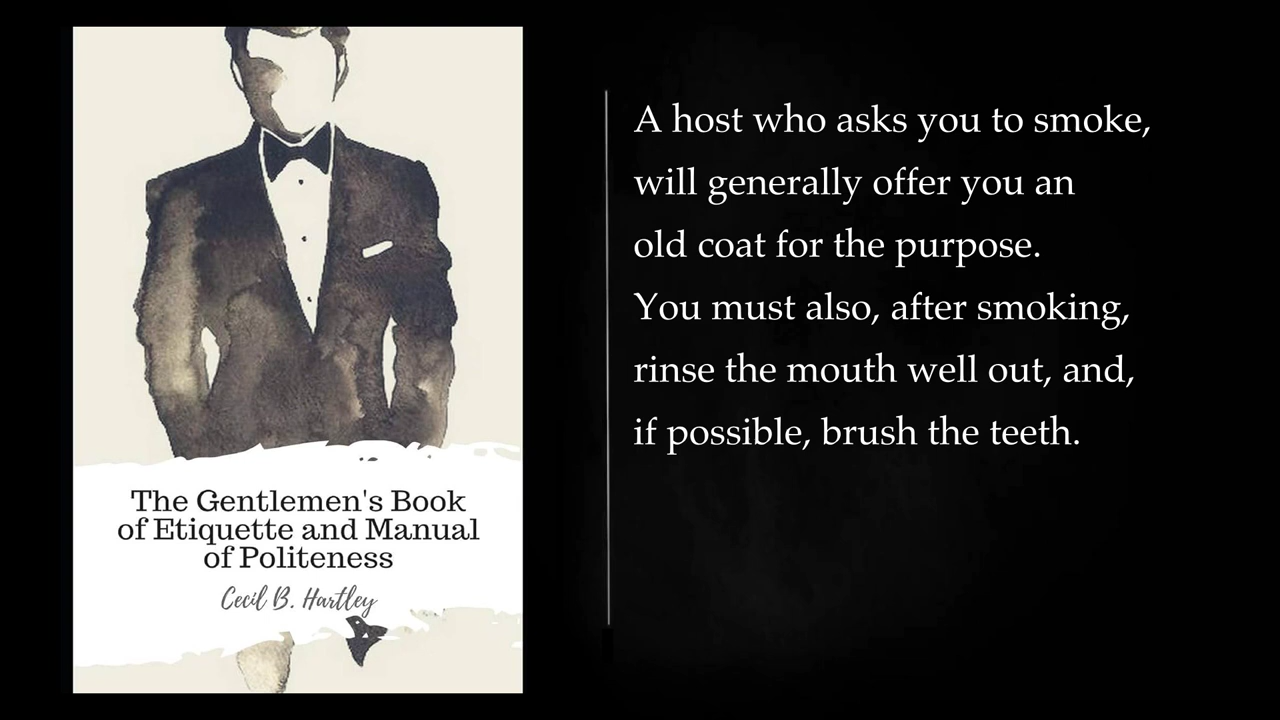 The Gentlemen's Book
of Etiquette and Manual
of Politeness
Cecil B. Hartley
A host who asks you to smoke,
will generally offer you an
old coat for the purpose.
You must also, after smoking,
rinse the mouth well out, and,
if possible, brush the teeth.